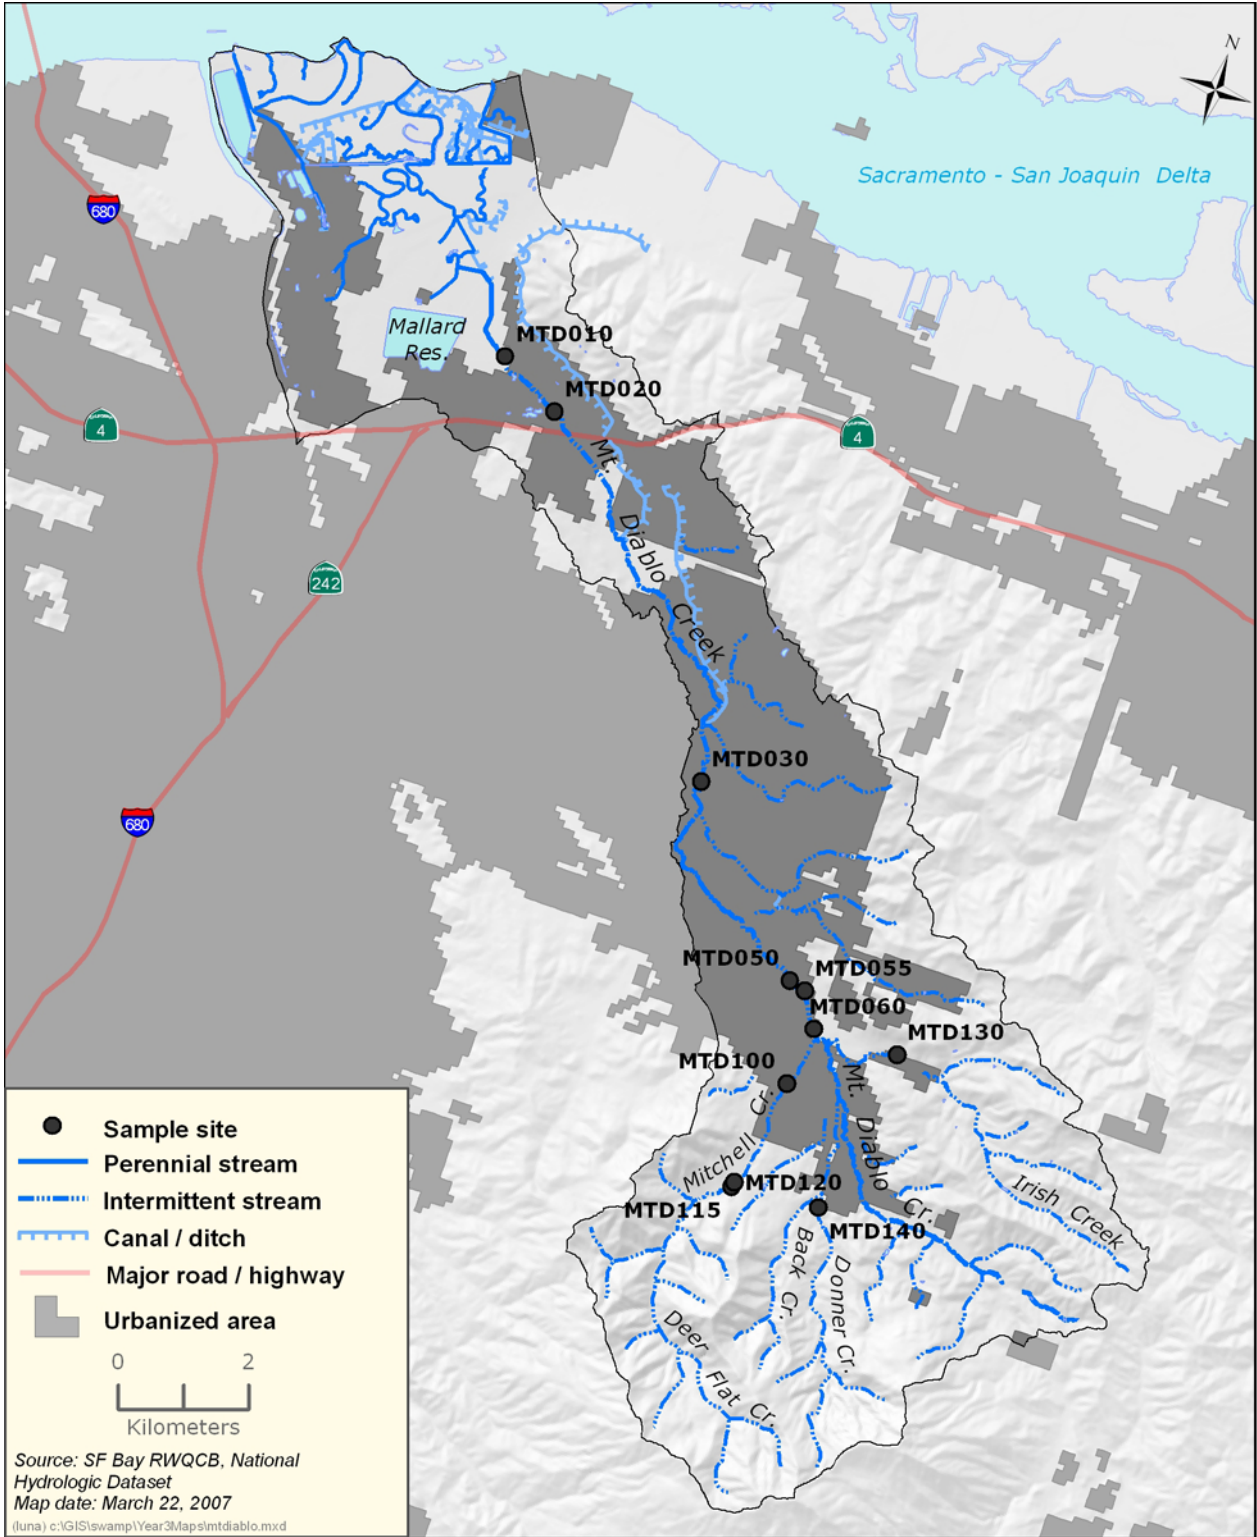 N
Sacramento - San Joaquin Delta
680
Mallard
Res.
MTD010
MTD020
4
4
Mt.
Diablo
Creek
242
MTD030
680
MTD050
MTD055
MTD060
MTD130
MTD100
Mt.
Diablo
Cr.
Mitchell
Cr.
MTD120
MTD115
MTD140
Irish Creek
Back Cr.
Donner Cr.
Deer
Flat Cr.
Sample site
Perennial stream
Intermittent stream
Canal / ditch
Major road / highway
Urbanized area
0 2
Kilometers
Source: SF Bay RWQCB, National
Hydrologic Dataset
Map date: March 22, 2007
(luna) c:\GIS\swamp\Year3Maps\mtdiablo.mxd